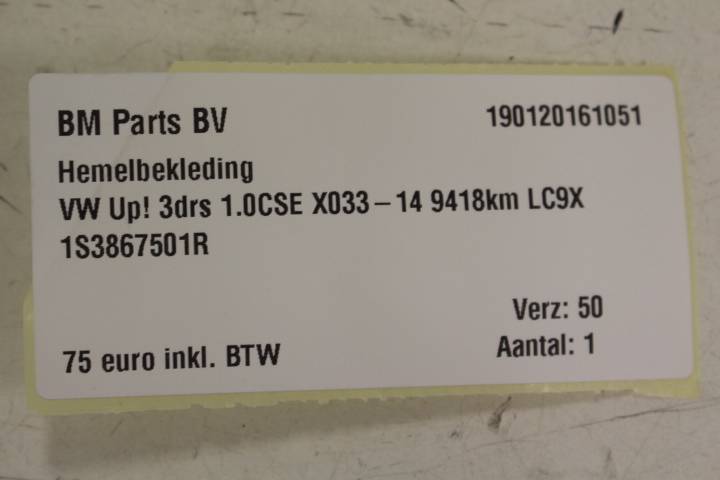 BM Parts BV 190120161051
Hemelbekleding
VW Up! 3drs 1.0CSE X033-14 9418km LC9X
1S3867501R
Verz: 50
75 euro inkl. BTW Aantal: 1